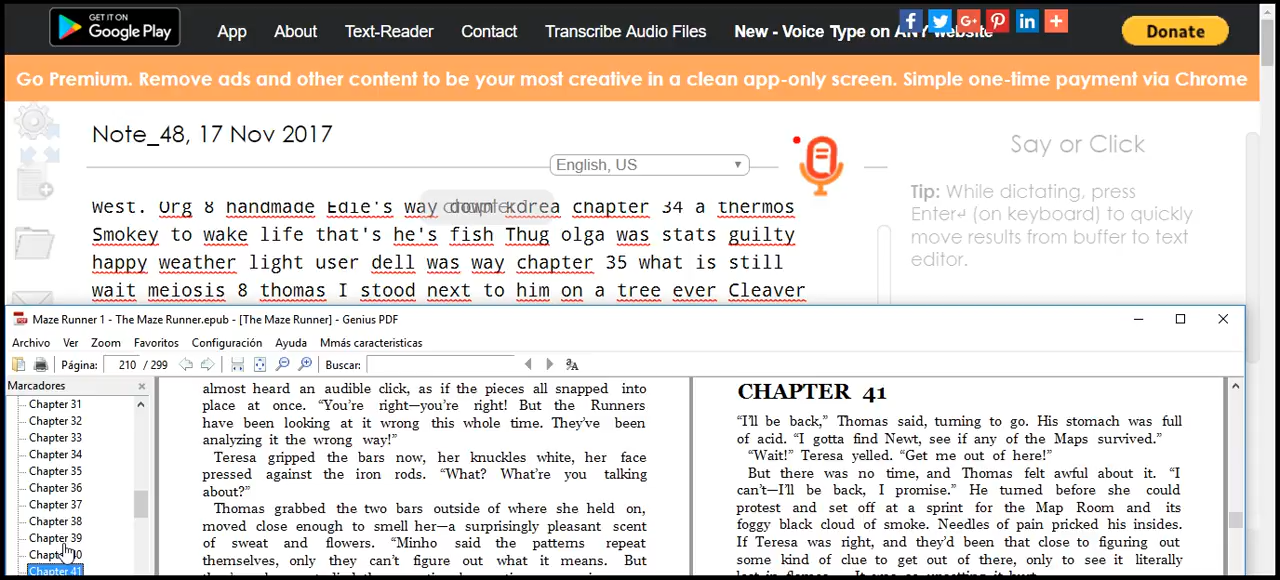 GET IT ON
Google Play
App About Text-Reader Contact Transcribe Audio Files New - Voice Type on ANY website
Donate
Go Premium. Remove ads and other content to be your most creative in a clean app-only screen. Simple one-time payment via Chrome
Note_48, 17 Nov 2017
English, US
Say or Click
Tip: While dictating, press
Enter↵ (on keyboard) to quickly
move results from buffer to text
editor.
west. Org 8 handmade Edie's way down Korea chapter 34 a thermos
Smokey to wake life that's he's fish Thug olga was stats guilty
happy weather light user dell was way chapter 35 what is still
wait meiosis 8 thomas I stood next to him on a tree ever Cleaver
Maze Runner 1 - The Maze Runner.epub - [The Maze Runner] - Genius PDF
Archivo Ver Zoom Favoritos Configuración Ayuda Mmás características
Página: 210 / 299 Buscar:
Marcadores
Chapter 31
Chapter 32
Chapter 33
Chapter 34
Chapter 35
Chapter 36
Chapter 37
Chapter 38
Chapter 39
Chapter 40
Chapter 41
almost heard an audible click, as if the pieces all snapped into
place at once. “You’re right—you’re right! But the Runners
have been looking at it wrong this whole time. They’ve been
analyzing it the wrong way!”
Teresa gripped the bars now, her knuckles white, her face
pressed against the iron rods. “What? What’re you talking
about?”
Thomas grabbed the two bars outside of where she held on,
moved close enough to smell her—a surprisingly pleasant scent
of sweat and flowers. “Minho said the patterns repeat
themselves, only they can’t figure out what it means. But
CHAPTER 41
“I’ll be back,” Thomas said, turning to go. His stomach was full
of acid. “I gotta find Newt, see if any of the Maps survived.”
“Wait!” Teresa yelled. “Get me out of here!”
But there was no time, and Thomas felt awful about it. “I
can’t—I’ll be back, I promise.” He turned before she could
protest and set off at a sprint for the Map Room and its
foggy black cloud of smoke. Needles of pain pricked his insides.
If Teresa was right, and they’d been that close to figuring out
some kind of clue to get out of there, only to see it literally